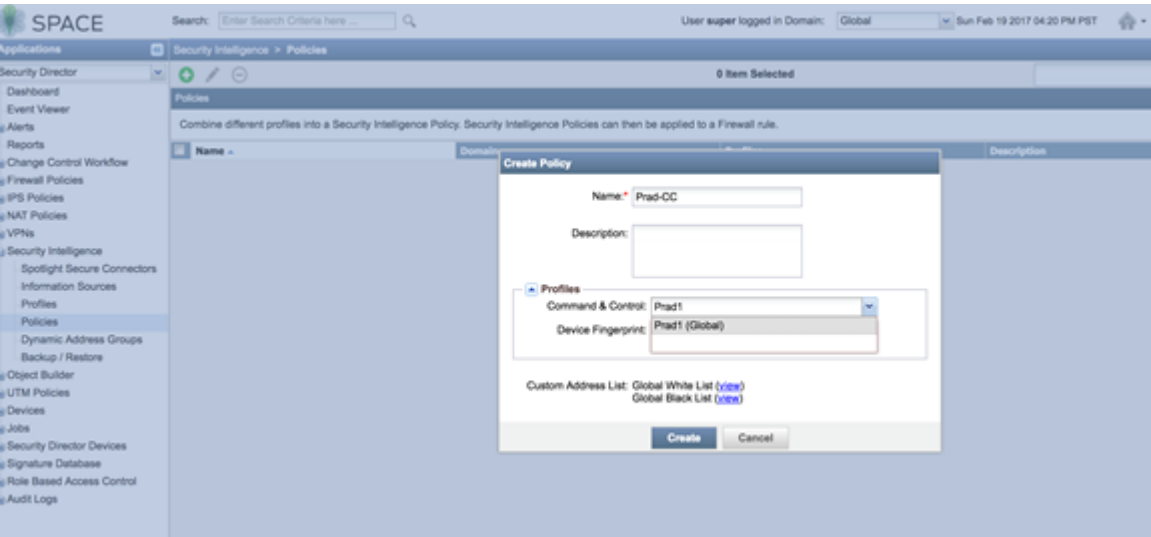 SPACE
Search: Enter Search Criteria here ...
User super logged in Domain: Global
Sun Feb 19 2017 04:20 PM PST
Applications
Security Intelligence > Policies
Security Director
0 Item Selected
Dashboard
Event Viewer
Alerts
Reports
Change Control Workflow
Firewall Policies
IPS Policies
NAT Policies
VPNs
Security Intelligence
Spotlight Secure Connectors
Information Sources
Profiles
Policies
Dynamic Address Groups
Backup / Restore
Object Builder
UTM Policies
Devices
Jobs
Security Director Devices
Signature Database
Role Based Access Control
Audit Logs
Policies
Combine different profiles into a Security Intelligence Policy. Security Intelligence Policies can then be applied to a Firewall rule.
Name
Domain
Description
Create Policy
Name:* Prad-CC
Description:
Profiles
Command & Control: Prad1
Device Fingerprint: Prad1 (Global)
Custom Address List: Global White List (view)
Global Black List (view)
Create
Cancel